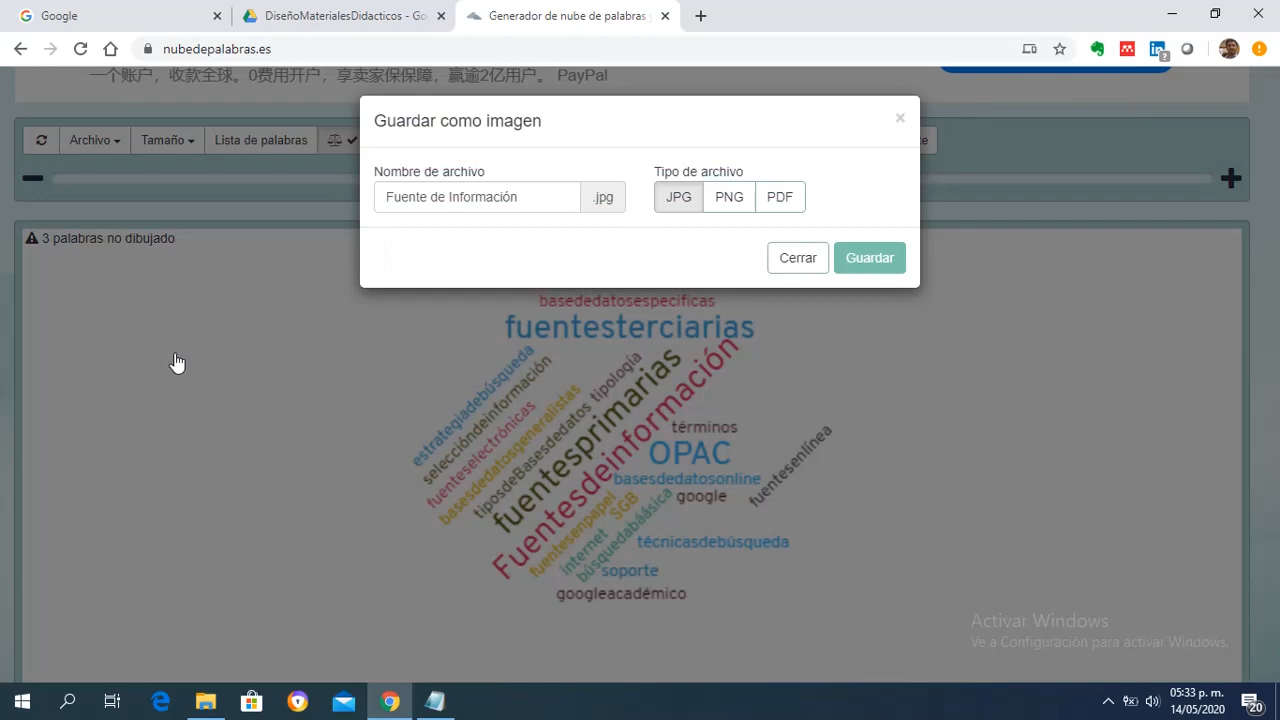 Google
DiseñoMaterialesDidacticos - Go
Generador de nube de palabras y
nubedepalabras.es
一个账户，收款全球。0费用开户，享卖家保保障，赢逾2亿用户。 PayPal
Guardar como imagen
×
Archivo
Tamaño
Lista de palabras
Nombre de archivo
Tipo de archivo
Fuente de Información
.jpg
JPG
PNG
PDF
Cerrar
Guardar
3 palabras no dibujado
basededatosespecificas
fuentesterciarias
estrategiadebúsqueda
seleccióndeinformación
fuenteselectrónicas
basesdedatosgeneralistas
tiposdeBasesdedatos
tipología
fuentesprimarias
Fuentesdeinformación
términos
OPAC
basesdedatosonline
google
fuentesenlínea
fuentesenpapel
SGB
internet
búsquedabáásica
técnicasdebúsqueda
soporte
googleacadémico
Activar Windows
Ve a Configuración para activar Windows.
05:33 p. m.
14/05/2020
20